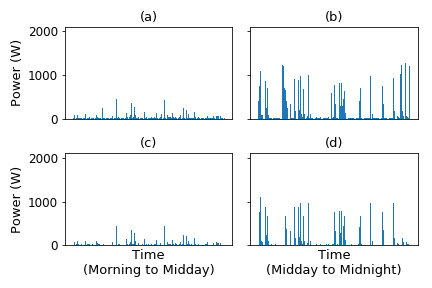 (a) (b)
2000
1000
0
Power (W)
(c) (d)
2000
1000
0
Power (W)
Time Time
(Morning to Midday) (Midday to Midnight)